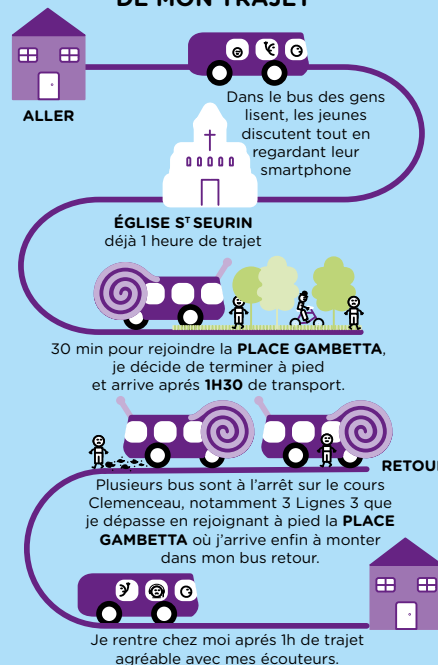 DE MON TRAJET
ALLER
Dans le bus des gens
lisent, les jeunes
discutent tout en
regardant leur
smartphone
ÉGLISE Sᵀ SEURIN
déjà 1 heure de trajet
30 min pour rejoindre la PLACE GAMBETTA,
je décide de terminer à pied
et arrive aprés 1H30 de transport.
RETOUR
Plusieurs bus sont à l'arrêt sur le cours
Clemenceau, notamment 3 Lignes 3 que
je dépasse en rejoignant à pied la PLACE
GAMBETTA où j'arrive enfin à monter
dans mon bus retour.
Je rentre chez moi aprés 1h de trajet
agréable avec mes écouteurs.